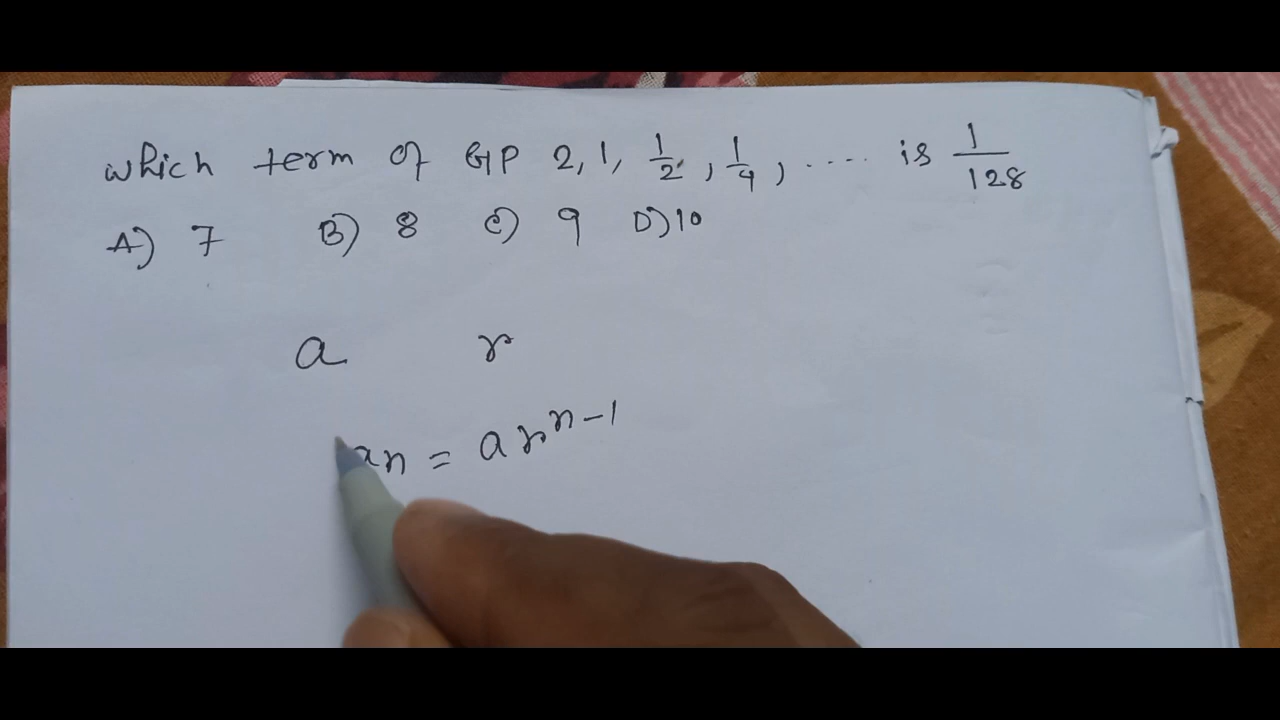 which term of GP 2, 1, 1/2, 1/4, .... is 1/128
A) 7 B) 8 C) 9 D) 10
a r
an = ar^n-1